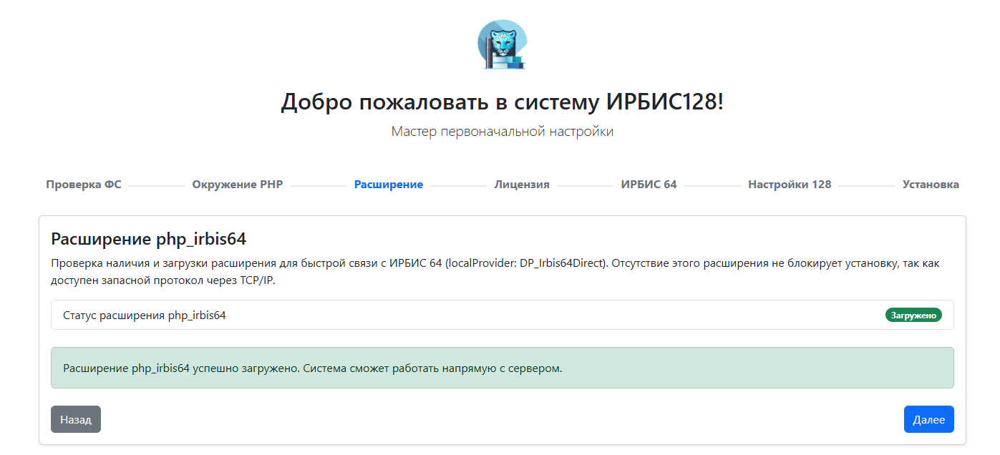 Добро пожаловать в систему ИРБИС128!
Мастер первоначальной настройки
Проверка ФС Окружение PHP Расширение Лицензия ИРБИС 64 Настройки 128 Установка
Расширение php_irbis64
Проверка наличия и загрузки расширения для быстрой связи с ИРБИС 64 (localProvider: DP_Irbis64Direct). Отсутствие этого расширения не блокирует установку, так как
доступен запасной протокол через TCP/IP.
Статус расширения php_irbis64 Загружено
Расширение php_irbis64 успешно загружено. Система сможет работать напрямую с сервером.
Назад Далее